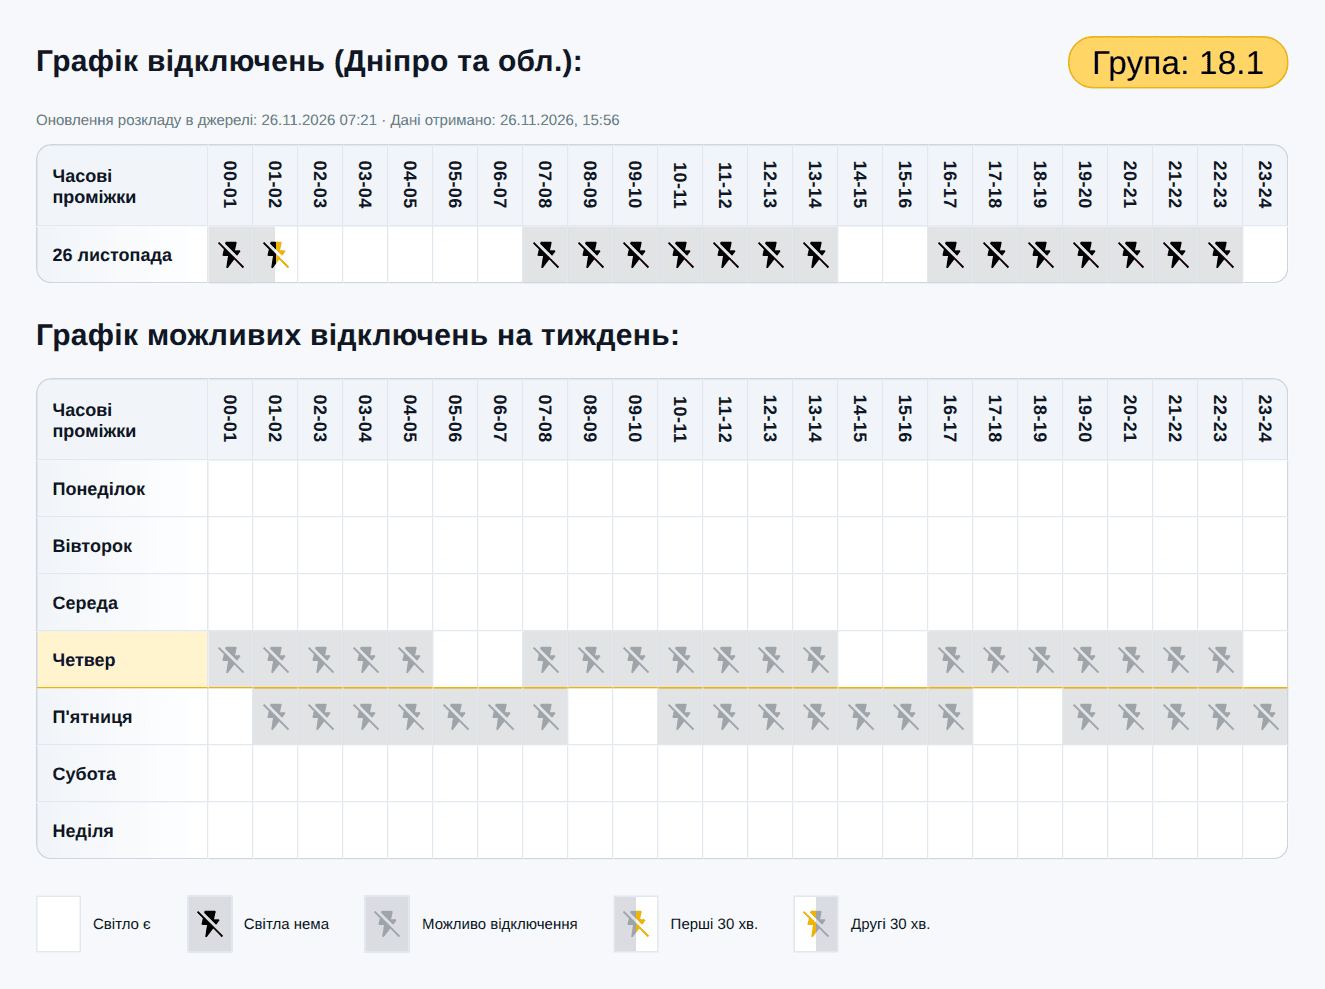 Графік відключень (Дніпро та обл.):
Група: 18.1
Оновлення розкладу в джерелі: 26.11.2026 07:21 · Дані отримано: 26.11.2026, 15:56
Часові
проміжки
00-01 01-02 02-03 03-04 04-05 05-06 06-07 07-08 08-09 09-10 10-11 11-12 12-13 13-14 14-15 15-16 16-17 17-18 18-19 19-20 20-21 21-22 22-23 23-24
26 листопада
Графік можливих відключень на тиждень:
Часові
проміжки
00-01 01-02 02-03 03-04 04-05 05-06 06-07 07-08 08-09 09-10 10-11 11-12 12-13 13-14 14-15 15-16 16-17 17-18 18-19 19-20 20-21 21-22 22-23 23-24
Понеділок
Вівторок
Середа
Четвер
П'ятниця
Субота
Неділя
Світло є
Світла нема
Можливо відключення
Перші 30 хв.
Другі 30 хв.